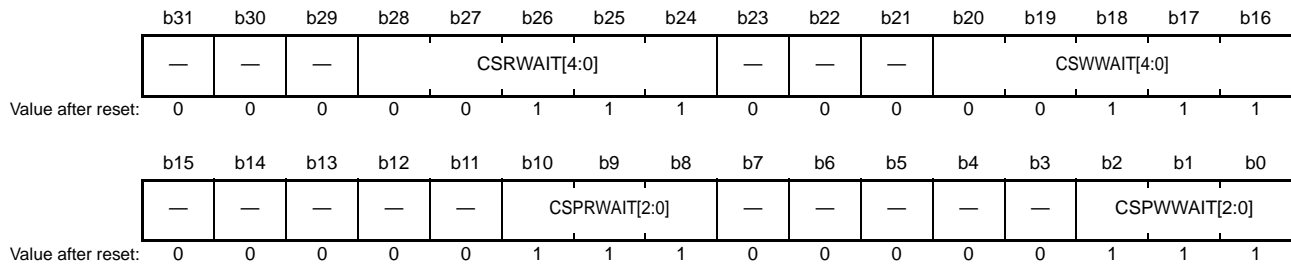 b31 b30 b29 b28 b27 b26 b25 b24 b23 b22 b21 b20 b19 b18 b17 b16
— — — CSRWAIT[4:0] — — — CSWWAIT[4:0]
Value after reset: 0 0 0 0 0 1 1 1 0 0 0 0 0 1 1 1
b15 b14 b13 b12 b11 b10 b9 b8 b7 b6 b5 b4 b3 b2 b1 b0
— — — — — CSPRWAIT[2:0] — — — — — CSPWWAIT[2:0]
Value after reset: 0 0 0 0 0 1 1 1 0 0 0 0 0 1 1 1